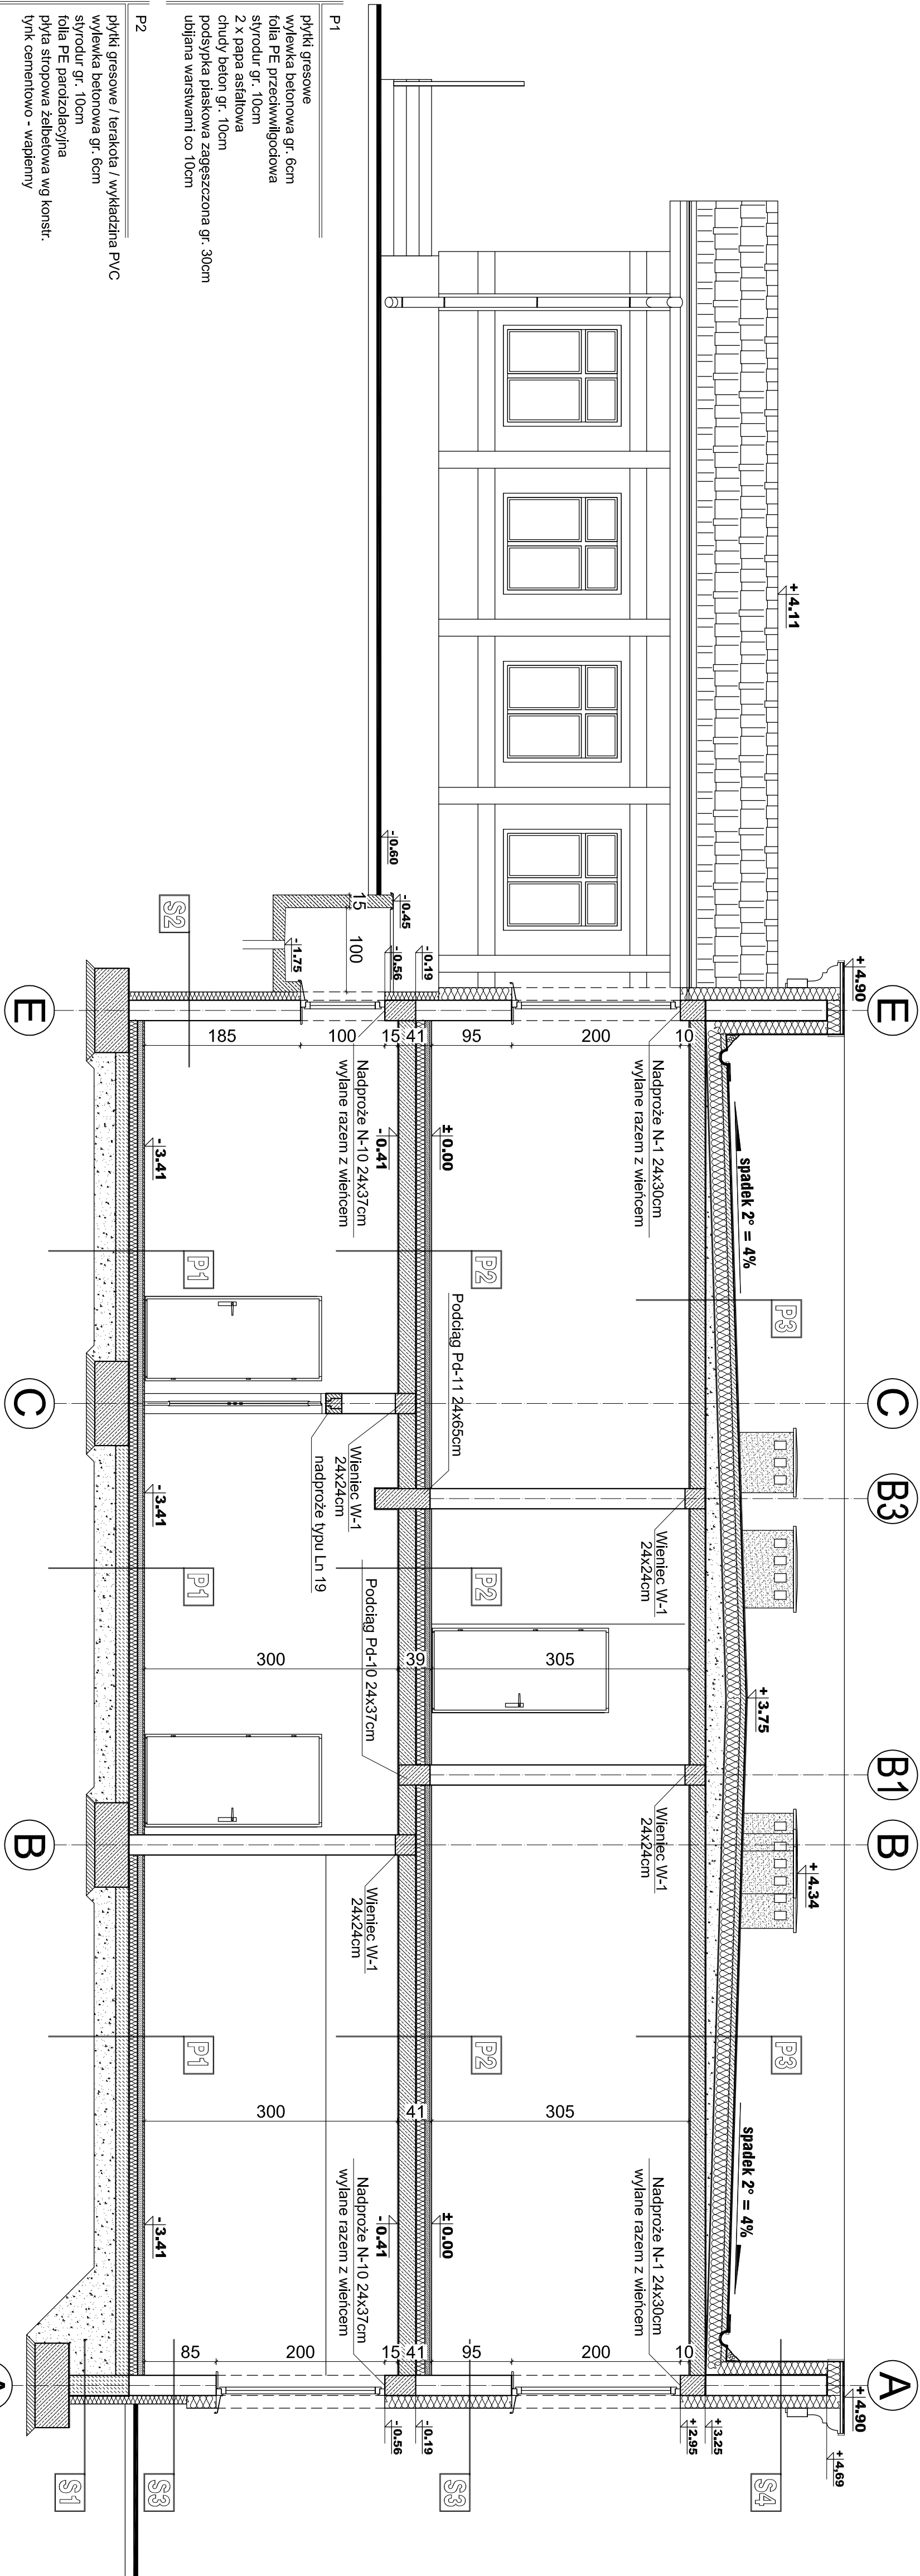 E
C
B3
B1
B
A
+ 4.90
+ 4.90
+ 4,69
+ 4.11
+ 4.34
+ 3.75
spadek 2° = 4%
spadek 2° = 4%
P3
P3
S4
+ 3.25
+ 2.95
10
200
95
10
200
95
305
305
Nadproże N-1 24x30cm
wylane razem z wieńcem
Wieniec W-1
24x24cm
Wieniec W-1
24x24cm
Nadproże N-1 24x30cm
wylane razem z wieńcem
P2
P2
P2
S3
Podciąg Pd-11 24x65cm
± 0.00
± 0.00
- 0.19
- 0.19
- 0.56
- 0.56
- 0.41
- 0.41
- 0.45
- 0.60
41
39
41
41
15
15
Nadproże N-10 24x37cm
wylane razem z wieńcem
Wieniec W-1
24x24cm
nadproże typu Ln 19
Podciąg Pd-10 24x37cm
Wieniec W-1
24x24cm
Nadproże N-10 24x37cm
wylane razem z wieńcem
15
100
- 1.75
100
185
300
300
200
85
P1
P1
P1
S2
S3
S1
- 3.41
- 3.41
- 3.41
E
C
B
A
P1
płytki gresowe
wylewka betonowa gr. 6cm
folia PE przeciwwilgociowa
styrodur gr. 10cm
2 x papa asfaltowa
chudy beton gr. 10cm
podsypka piaskowa zagęszczona gr. 30cm
ubijana warstwami co 10cm
P2
płytki gresowe / terakota / wykładzina PVC
wylewka betonowa gr. 6cm
styrodur gr. 10cm
folia PE paroizolacyjna
płyta stropowa żelbetowa wg konstr.
tynk cementowo - wapienny